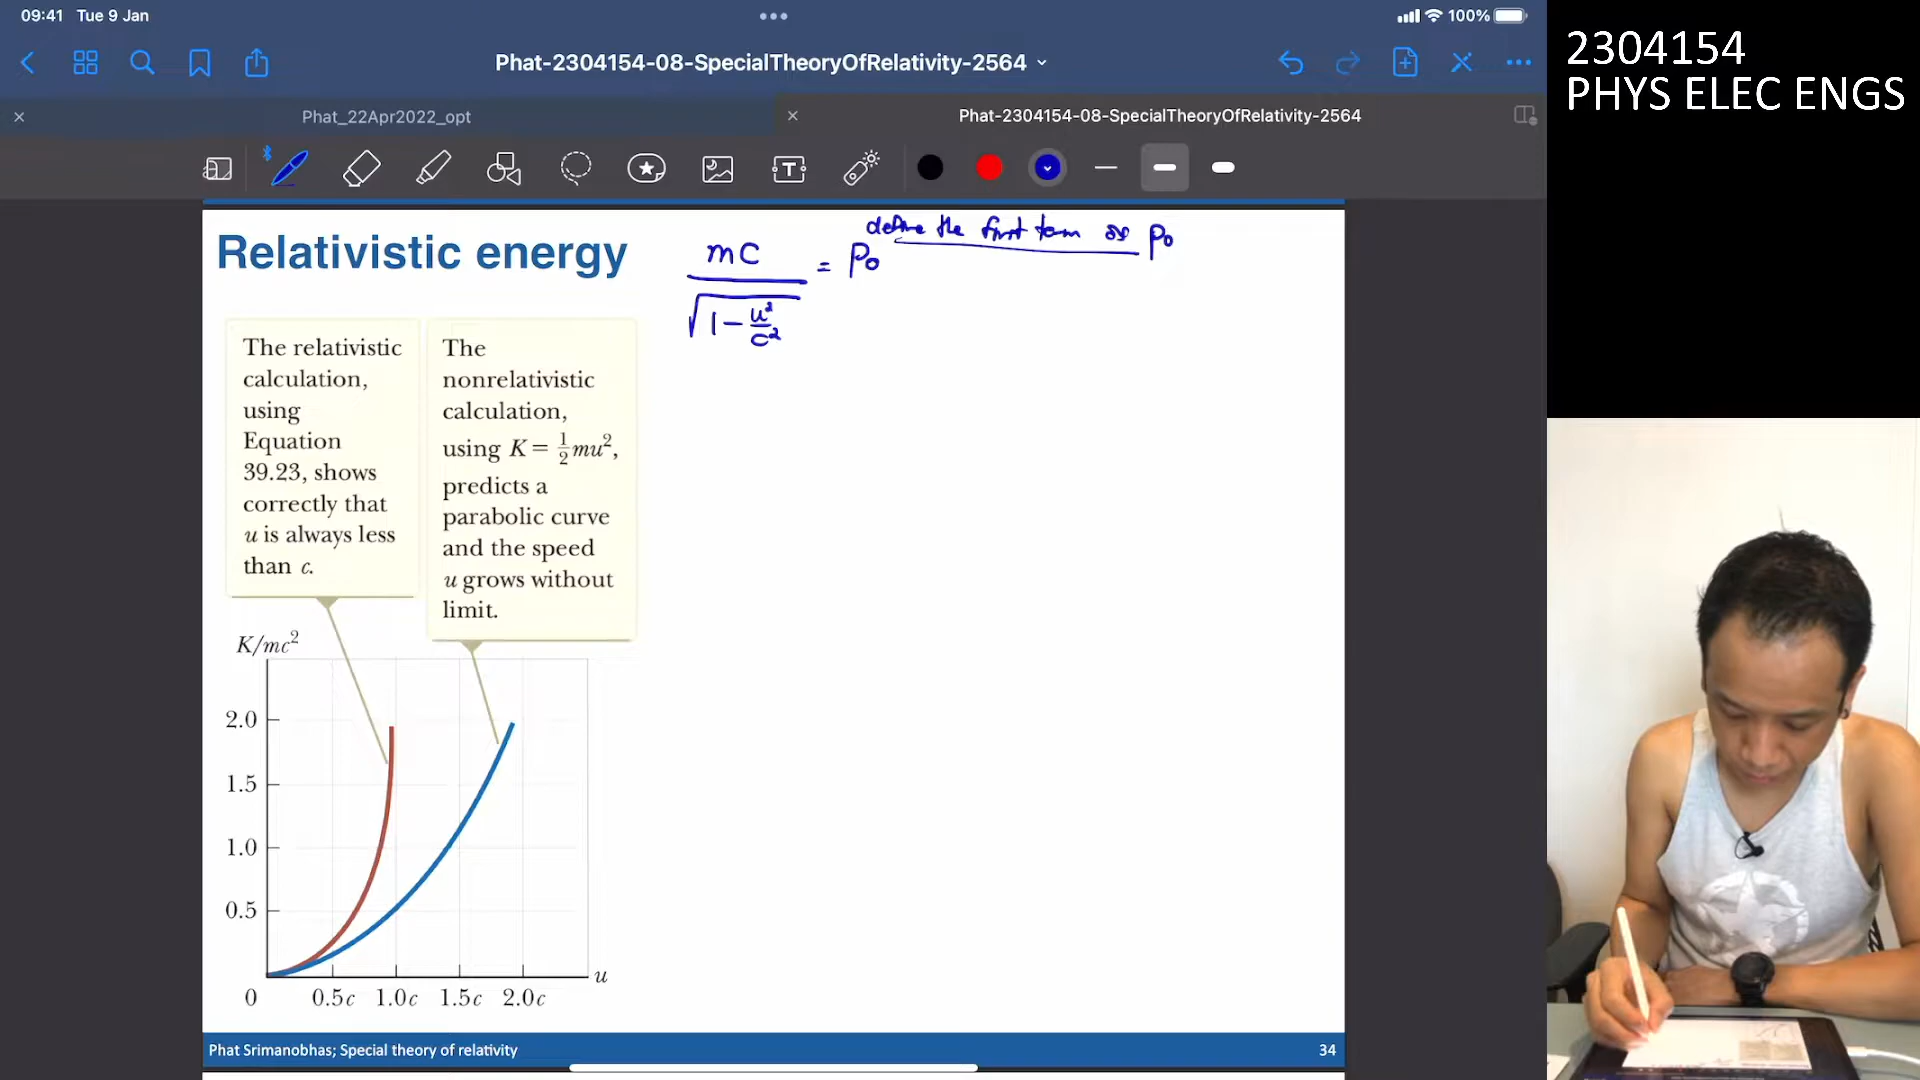 09:41 Tue 9 Jan
100%
Phat-2304154-08-SpecialTheoryOfRelativity-2564
Phat_22Apr2022_opt
Phat-2304154-08-SpecialTheoryOfRelativity-2564
2304154
PHYS ELEC ENGS
Relativistic energy
define the first term as P₀
mc / √(1 − u²/c²) = P₀
The relativistic
calculation,
using
Equation
39.23, shows
correctly that
u is always less
than c.
The
nonrelativistic
calculation,
using K = ½mu²,
predicts a
parabolic curve
and the speed
u grows without
limit.
K/mc²
2.0
1.5
1.0
0.5
0
0.5c 1.0c 1.5c 2.0c
u
Phat Srimanobhas; Special theory of relativity
34